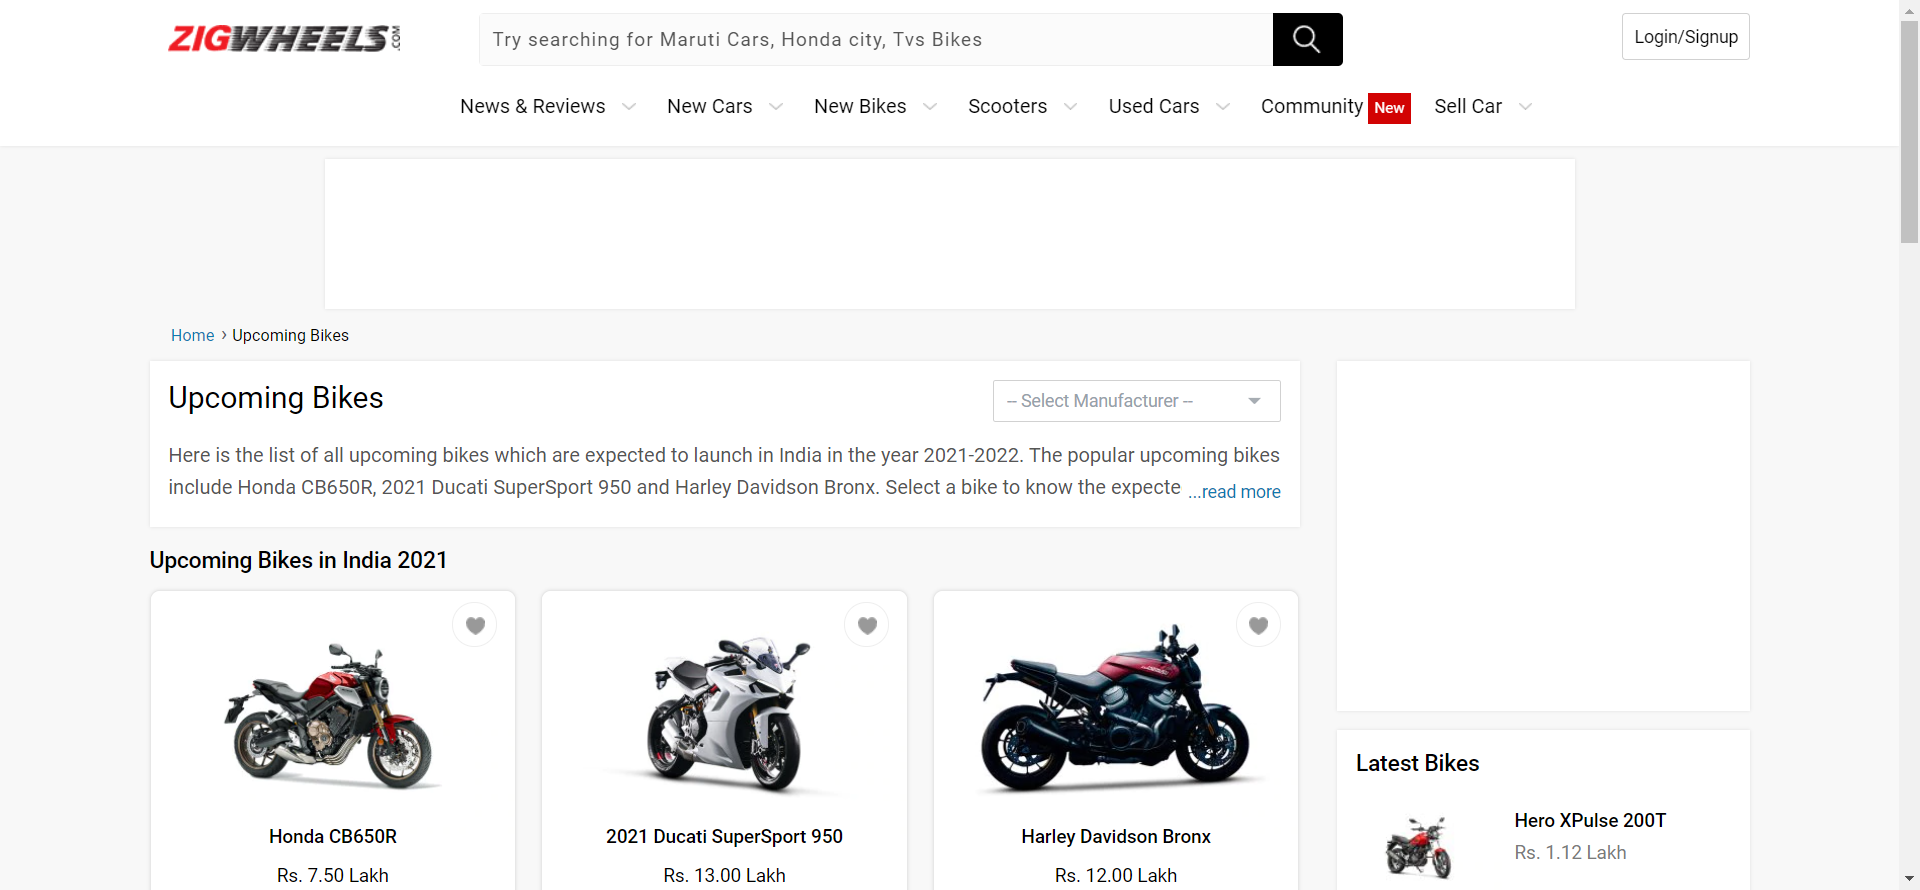 ZIGWHEELS.COM
Try searching for Maruti Cars, Honda city, Tvs Bikes
Login/Signup
News & Reviews New Cars New Bikes Scooters Used Cars Community New Sell Car
Home › Upcoming Bikes
Upcoming Bikes
-- Select Manufacturer --
Here is the list of all upcoming bikes which are expected to launch in India in the year 2021-2022. The popular upcoming bikes
include Honda CB650R, 2021 Ducati SuperSport 950 and Harley Davidson Bronx. Select a bike to know the expecte ...read more
Upcoming Bikes in India 2021
Honda CB650R
Rs. 7.50 Lakh
2021 Ducati SuperSport 950
Rs. 13.00 Lakh
Harley Davidson Bronx
Rs. 12.00 Lakh
Latest Bikes
Hero XPulse 200T
Rs. 1.12 Lakh